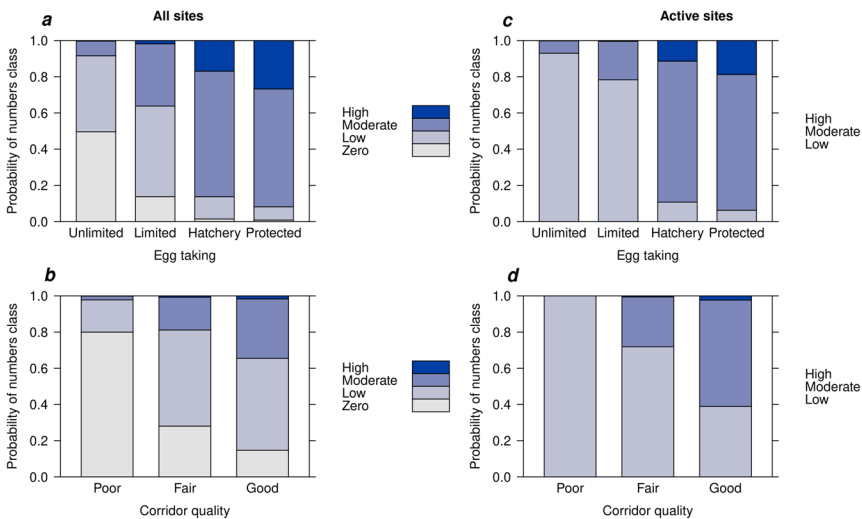 a
All sites
1.0
0.8
0.6
0.4
0.2
0.0
Probability of numbers class
Unlimited Limited Hatchery Protected
Egg taking
High
Moderate
Low
Zero
c
Active sites
1.0
0.8
0.6
0.4
0.2
0.0
Probability of numbers class
Unlimited Limited Hatchery Protected
Egg taking
High
Moderate
Low
b
1.0
0.8
0.6
0.4
0.2
0.0
Probability of numbers class
Poor Fair Good
Corridor quality
High
Moderate
Low
Zero
d
1.0
0.8
0.6
0.4
0.2
0.0
Probability of numbers class
Poor Fair Good
Corridor quality
High
Moderate
Low